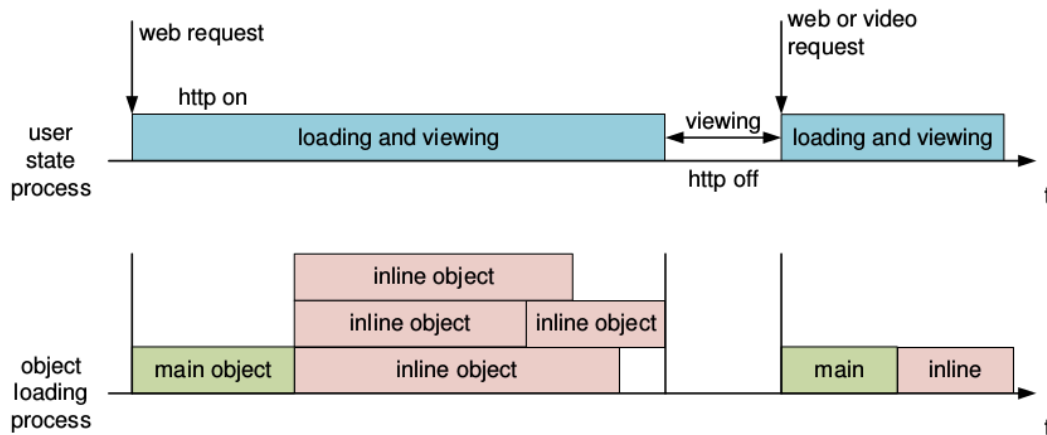 web request
web or video
request
http on
user
state
process
loading and viewing
viewing
loading and viewing
http off
t
inline object
inline object
inline object
object
loading
process
main object
inline object
main
inline
t